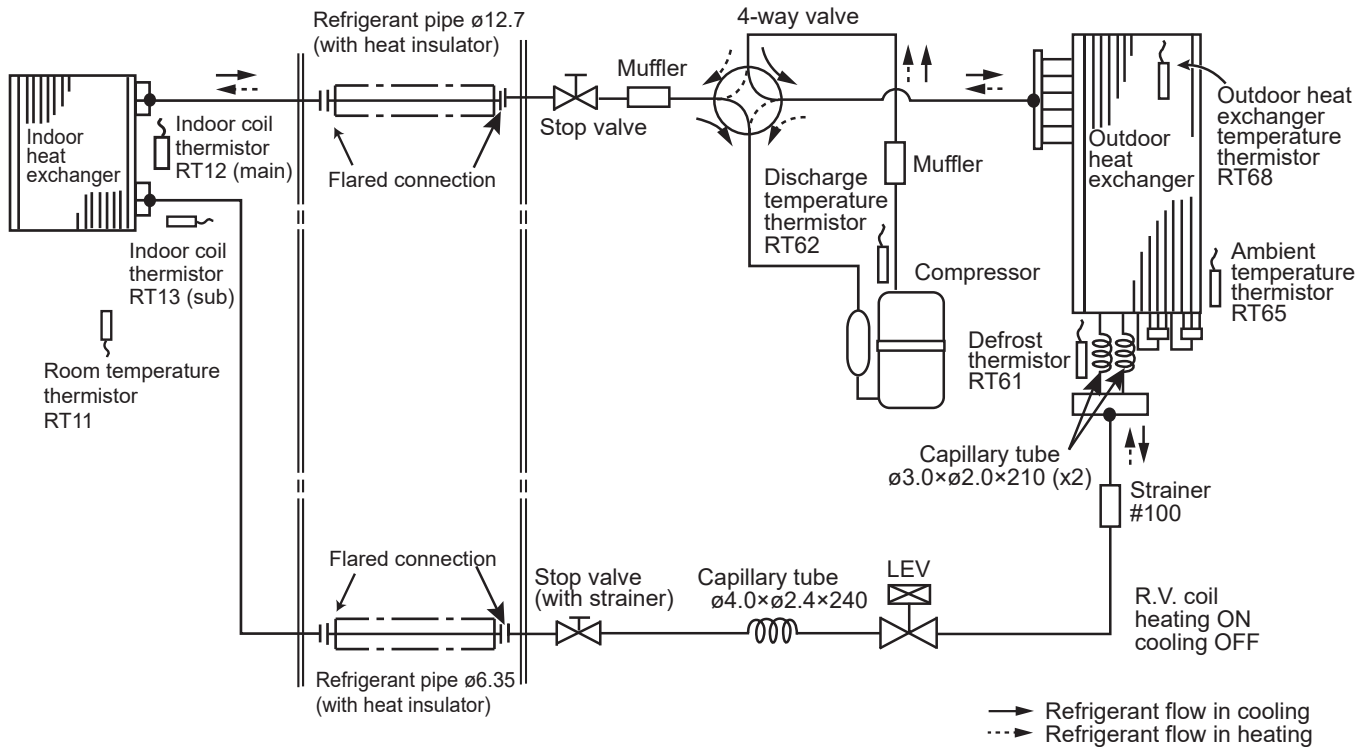 Refrigerant pipe ø12.7
(with heat insulator)
4-way valve
Muffler
Stop valve
Indoor
heat
exchanger
Indoor coil
thermistor
RT12 (main)
Flared connection
Indoor coil
thermistor
RT13 (sub)
Room temperature
thermistor
RT11
Discharge
temperature
thermistor
RT62
Muffler
Compressor
Outdoor
heat
exchanger
Outdoor heat
exchanger
temperature
thermistor
RT68
Ambient
temperature
thermistor
RT65
Defrost
thermistor
RT61
Capillary tube
ø3.0×ø2.0×210 (x2)
Strainer
#100
Flared connection
Stop valve
(with strainer)
Capillary tube
ø4.0×ø2.4×240
LEV
R.V. coil
heating ON
cooling OFF
Refrigerant pipe ø6.35
(with heat insulator)
Refrigerant flow in cooling
Refrigerant flow in heating